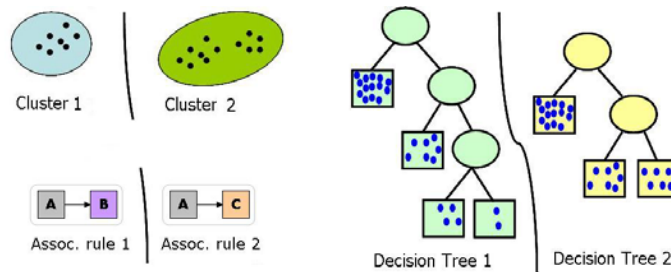 Cluster 1
Cluster 2
A B
Assoc. rule 1
A C
Assoc. rule 2
Decision Tree 1
Decision Tree 2